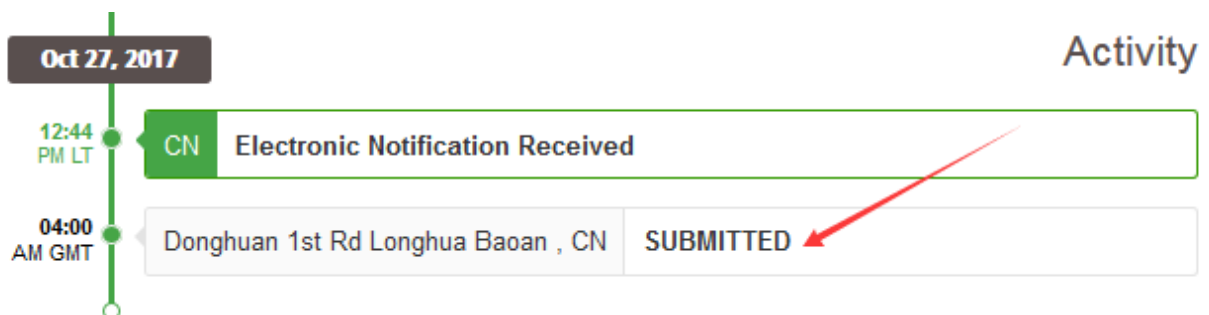 Oct 27, 2017
Activity
12:44
PM LT
CN Electronic Notification Received
04:00
AM GMT
Donghuan 1st Rd Longhua Baoan , CN SUBMITTED